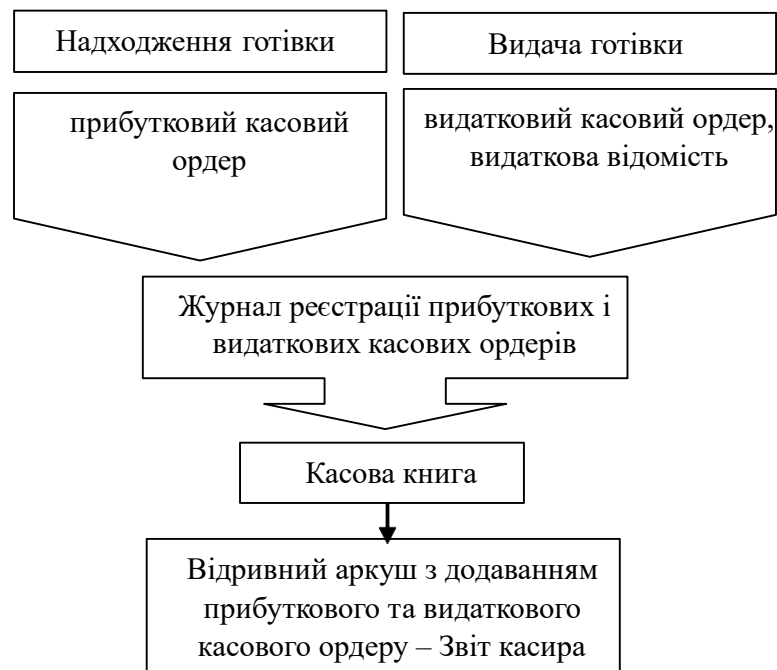 Надходження готівки
Видача готівки
прибутковий касовий
ордер
видатковий касовий ордер,
видаткова відомість
Журнал реєстрації прибуткових і
видаткових касових ордерів
Касова книга
Відривний аркуш з додаванням
прибуткового та видаткового
касового ордеру – Звіт касира